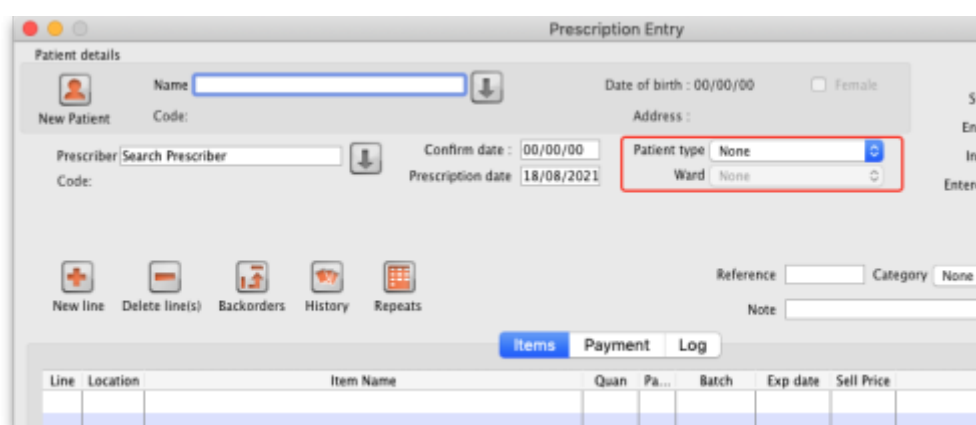 Prescription Entry
Patient details
Name
Date of birth : 00/00/00 Female
New Patient Code: Address :
Prescriber Search Prescriber Confirm date : 00/00/00 Patient type None
Code: Prescription date 18/08/2021 Ward None
Reference Category None
New line Delete line(s) Backorders History Repeats
Note
Items Payment Log
Line Location Item Name Quan Pa... Batch Exp date Sell Price